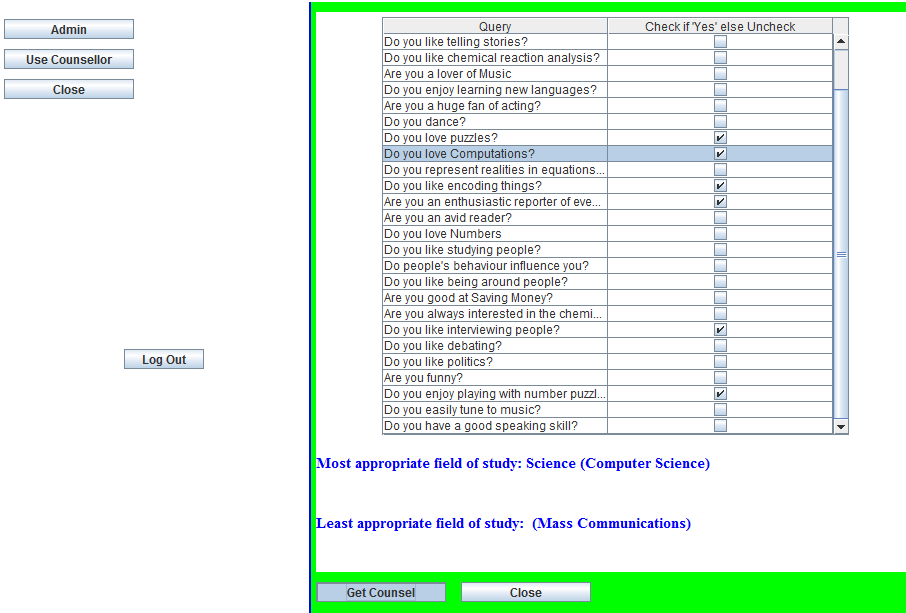 Admin
Use Counsellor
Close
Log Out
Query Check if 'Yes' else Uncheck
Do you like telling stories?
Do you like chemical reaction analysis?
Are you a lover of Music
Do you enjoy learning new languages?
Are you a huge fan of acting?
Do you dance?
Do you love puzzles?
Do you love Computations?
Do you represent realities in equations...
Do you like encoding things?
Are you an enthusiastic reporter of eve...
Are you an avid reader?
Do you love Numbers
Do you like studying people?
Do people's behaviour influence you?
Do you like being around people?
Are you good at Saving Money?
Are you always interested in the chemi...
Do you like interviewing people?
Do you like debating?
Do you like politics?
Are you funny?
Do you enjoy playing with number puzzl...
Do you easily tune to music?
Do you have a good speaking skill?
Most appropriate field of study: Science (Computer Science)
Least appropriate field of study: (Mass Communications)
Get Counsel Close